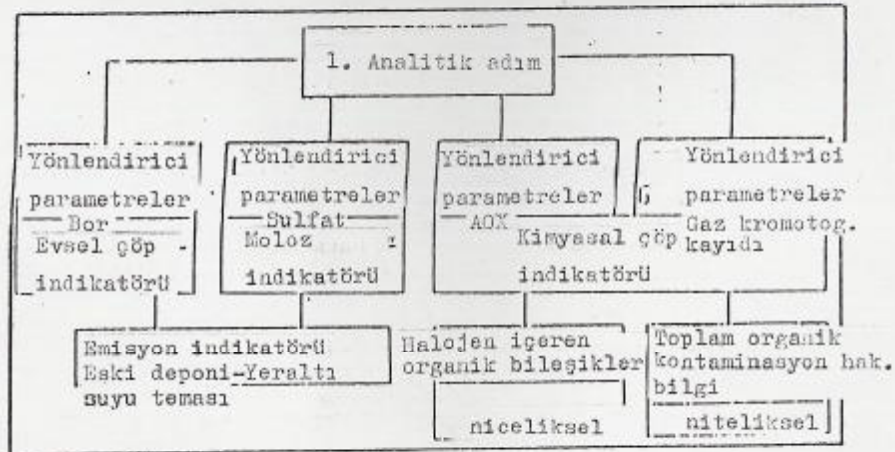 1. Analitik adım
Yönlendirici
parametreler
Bor
Evsel çöp
indikatörü
Yönlendirici
parametreler
Sulfat
Moloz
indikatörü
Yönlendirici
parametreler
AOX
Yönlendirici
parametreler
Gaz kromotog.
kayıdı
Kimyasal çöp
indikatörü
Emisyon indikatörü
Eski deponi-Yeraltı
suyu teması
Halojen içeren
organik bileşikler
niceliksel
Toplam organik
kontaminasyon hak.
bilgi
niteliksel